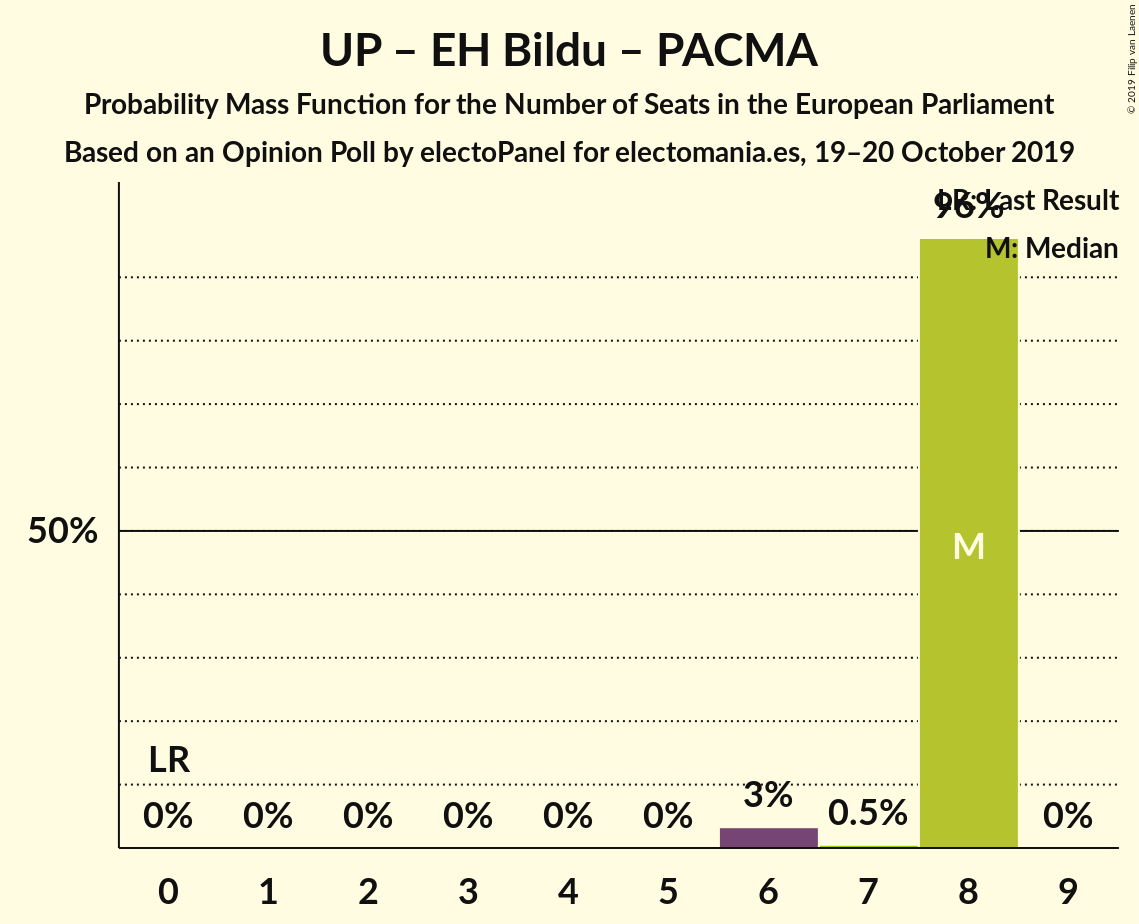 UP – EH Bildu – PACMA
Probability Mass Function for the Number of Seats in the European Parliament
Based on an Opinion Poll by electoPanel for electomania.es, 19–20 October 2019
© 2019 Filip van Laenen
LR: Last Result
M: Median
96%
50%
M
LR
0% 0% 0% 0% 0% 0% 3% 0.5% 0%
0 1 2 3 4 5 6 7 8 9